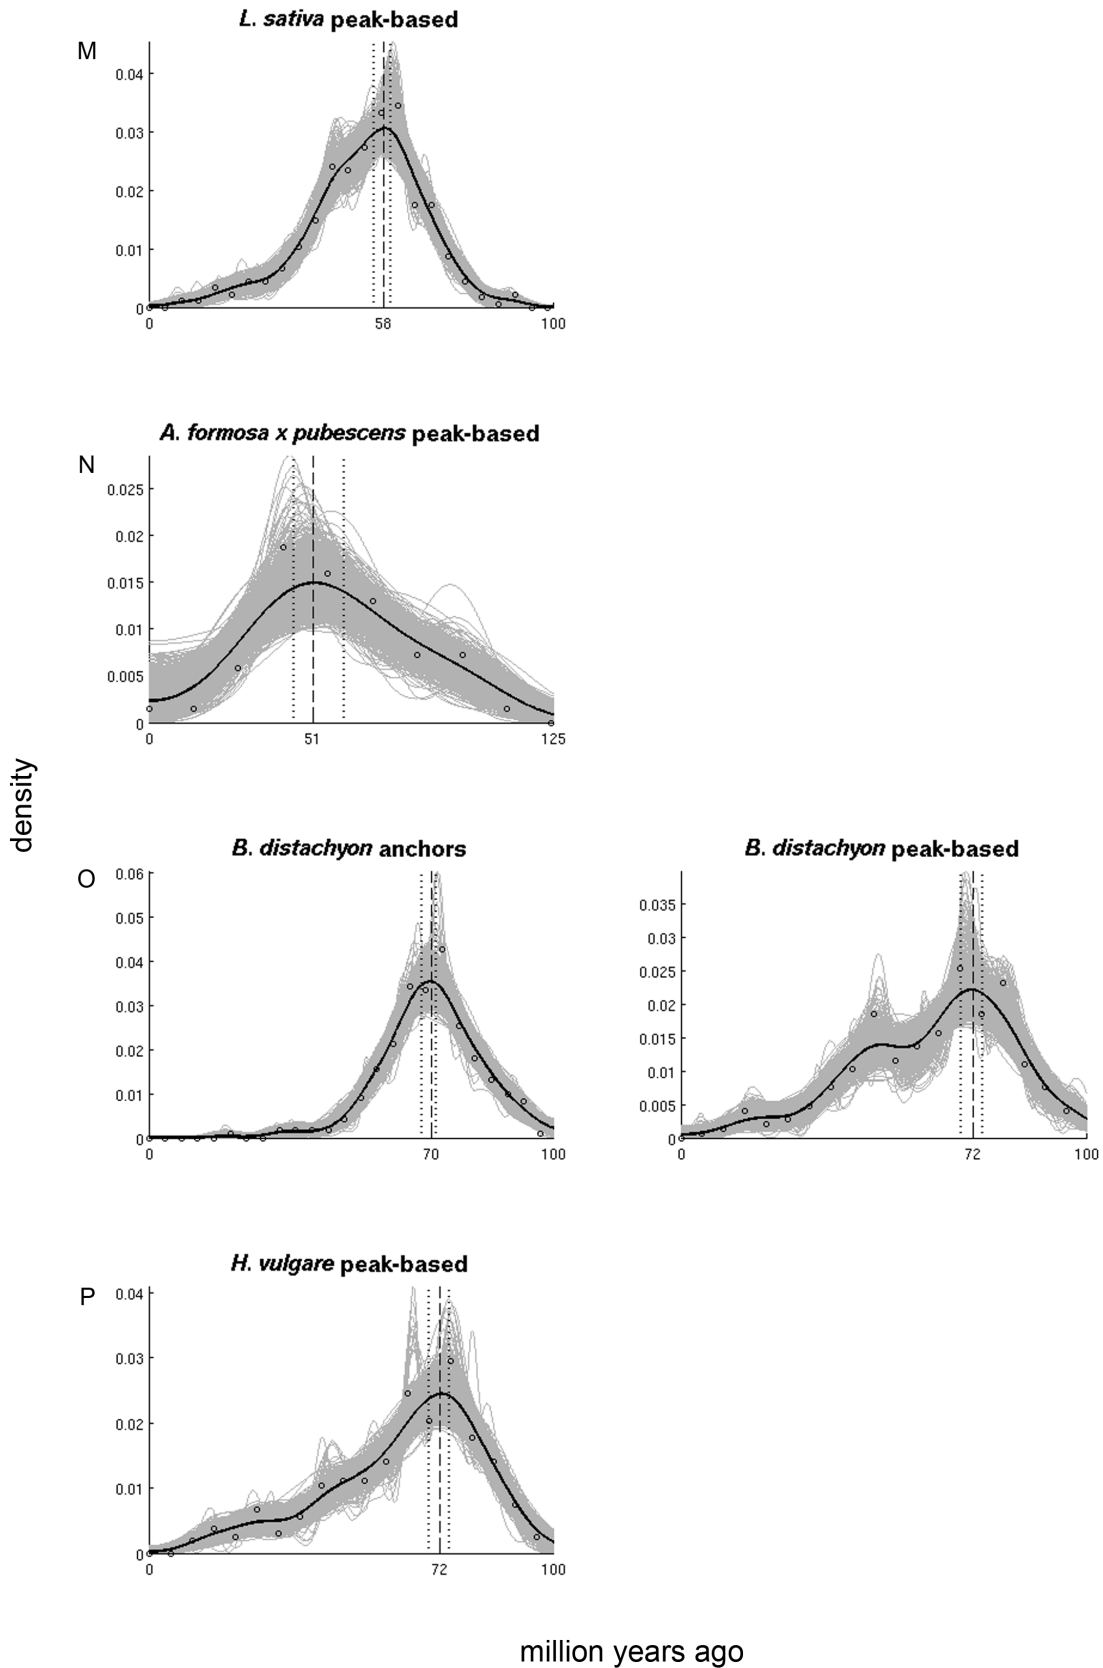 L. sativa peak-based
M
0.04
0.03
0.02
0.01
0
0 58 100
A. formosa x pubescens peak-based
N
0.025
0.02
0.015
0.01
0.005
0
0 51 125
density
B. distachyon anchors
O
0.06
0.05
0.04
0.03
0.02
0.01
0
0 70 100
B. distachyon peak-based
0.035
0.03
0.025
0.02
0.015
0.01
0.005
0
0 72 100
H. vulgare peak-based
P
0.04
0.03
0.02
0.01
0
0 72 100
million years ago